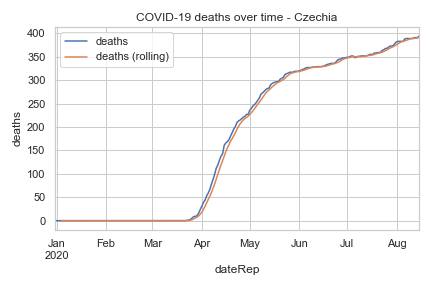 COVID-19 deaths over time - Czechia
deaths
deaths (rolling)
400
350
300
250
200
150
100
50
0
deaths
Jan Feb Mar Apr May Jun Jul Aug
2020
dateRep